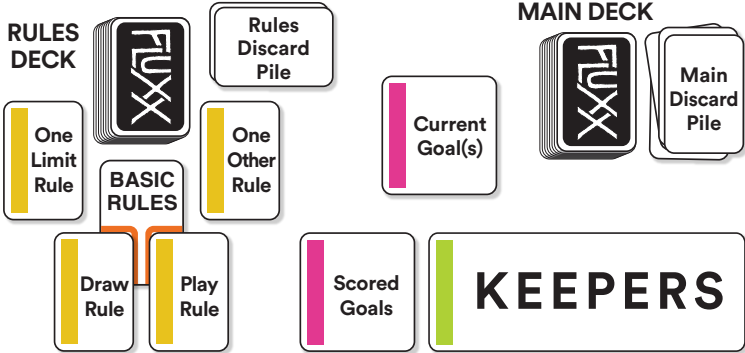 RULES
DECK
FLUXX
Rules
Discard
Pile
MAIN DECK
FLUXX
Main
Discard
Pile
One
Limit
Rule
One
Other
Rule
BASIC
RULES
Draw
Rule
Play
Rule
Current
Goal(s)
Scored
Goals
KEEPERS